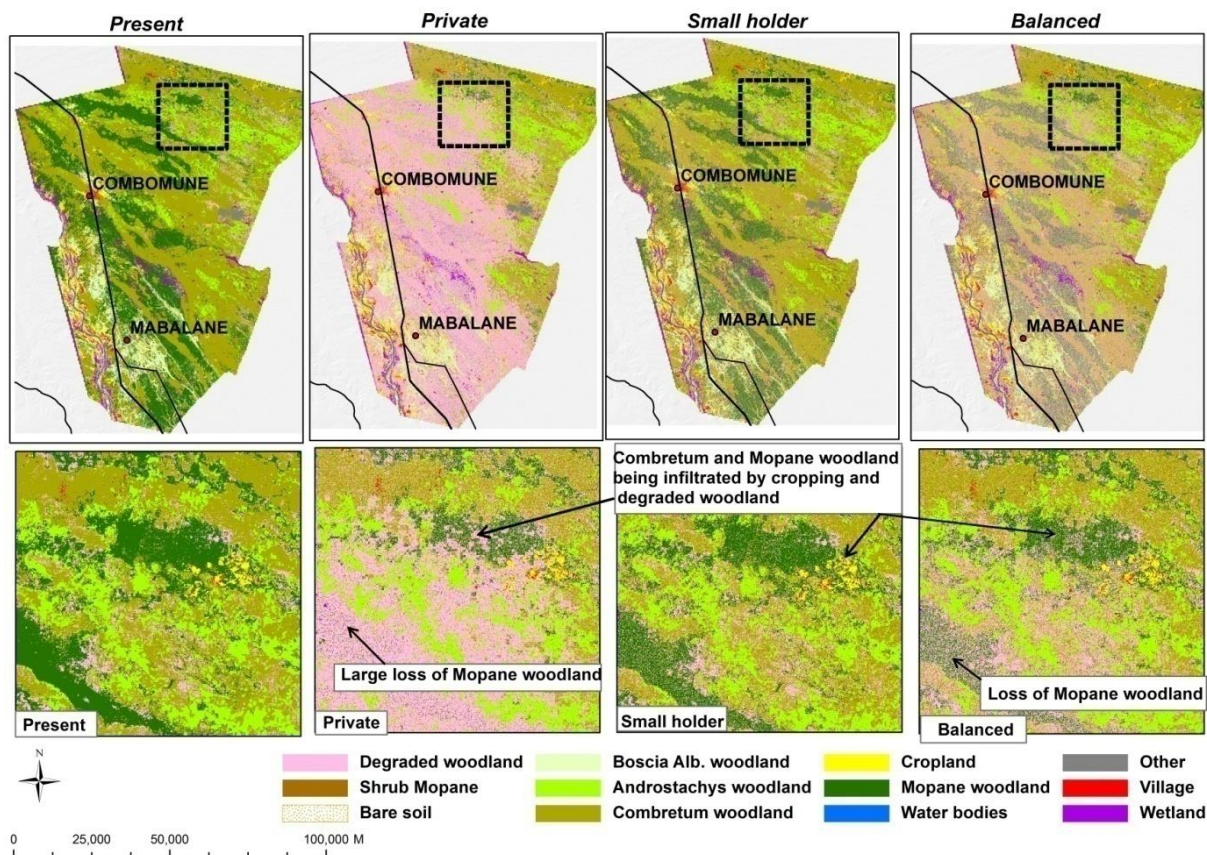 Present
Private
Small holder
Balanced
COMBOMUNE
MABALANE
COMBOMUNE
MABALANE
COMBOMUNE
MABALANE
COMBOMUNE
MABALANE
Combretum and Mopane woodland
being infiltrated by cropping and
degraded woodland
Large loss of Mopane woodland
Loss of Mopane woodland
Present
Private
Small holder
Balanced
N
Degraded woodland
Shrub Mopane
Bare soil
Boscia Alb. woodland
Androstachys woodland
Combretum woodland
Cropland
Mopane woodland
Water bodies
Other
Village
Wetland
0 25,000 50,000 100,000 M